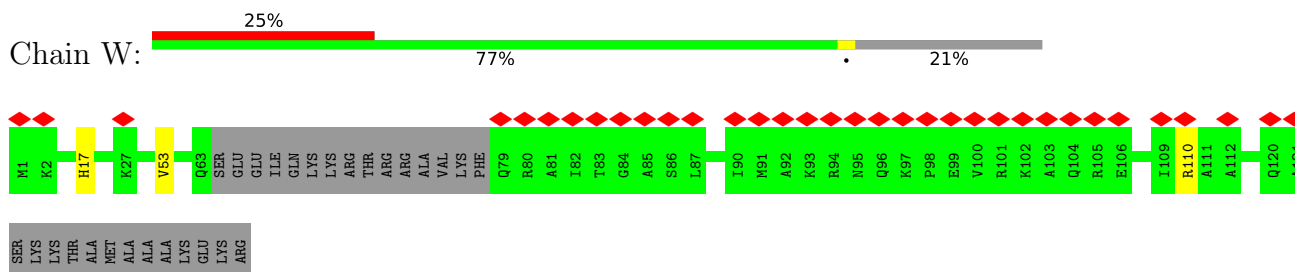 25%
Chain W:
77% • 21%
M1 K2 H17 K27 V53 Q63 SER GLU GLU ILE GLN LYS LYS ARG THR ARG ARG ALA VAL LYS PHE Q79 R80 A81 I82 T83 G84 A85 S86 L87 I90 M91 A92 K93 R94 N95 Q96 K97 P98 E99 V100 R101 K102 A103 Q104 R105 E106 I109 R110 A111 A112 Q120
SER LYS LYS THR ALA MET ALA ALA ALA LYS GLU LYS ARG